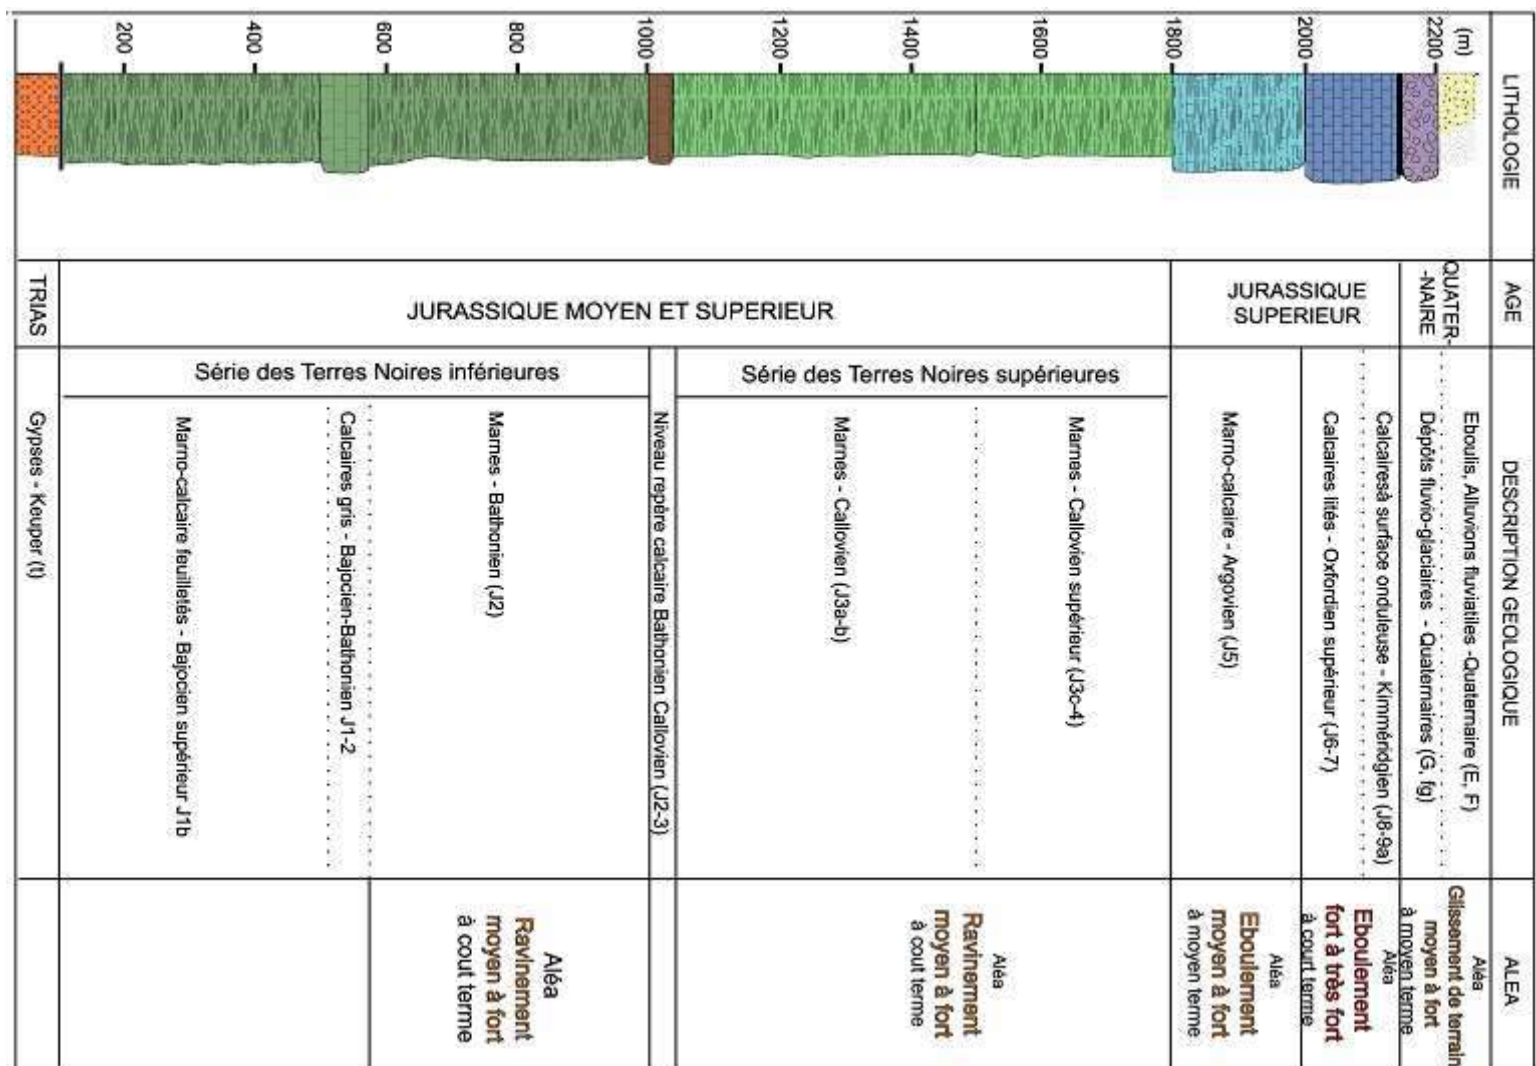 LITHOLOGIE
AGE
DESCRIPTION GEOLOGIQUE
ALEA
(m)
2200
2000
1800
1600
1400
1200
1000
800
600
400
200
QUATER-
-NAIRE
Eboulis, Alluvions fluviatiles -Quaternaire (E, F)
Dépôts fluvio-glaciaires - Quaternaires (G, fg)
Aléa
Glissement de terrain
moyen à fort
à moyen terme
JURASSIQUE
SUPERIEUR
Calcairesà surface onduleuse - Kimméridgien (J8-9a)
Calcaires lités - Oxfordien supérieur (J6-7)
Aléa
Eboulement
fort à très fort
à court terme
Marno-calcaire - Argovien (J5)
Aléa
Eboulement
moyen à fort
à moyen terme
JURASSIQUE MOYEN ET SUPERIEUR
Série des Terres Noires supérieures
Marnes - Callovien supérieur (J3c-4)
Marnes - Callovien (J3a-b)
Aléa
Ravinement
moyen à fort
à cout terme
Niveau repère calcaire Bathonien Callovien (J2-3)
Série des Terres Noires inférieures
Marnes - Bathonien (J2)
Calcaires gris - Bajocien-Bathonien J1-2
Marno-calcaire feuilletés - Bajocien supérieur J1b
Aléa
Ravinement
moyen à fort
à cout terme
TRIAS
Gypses - Keuper (t)